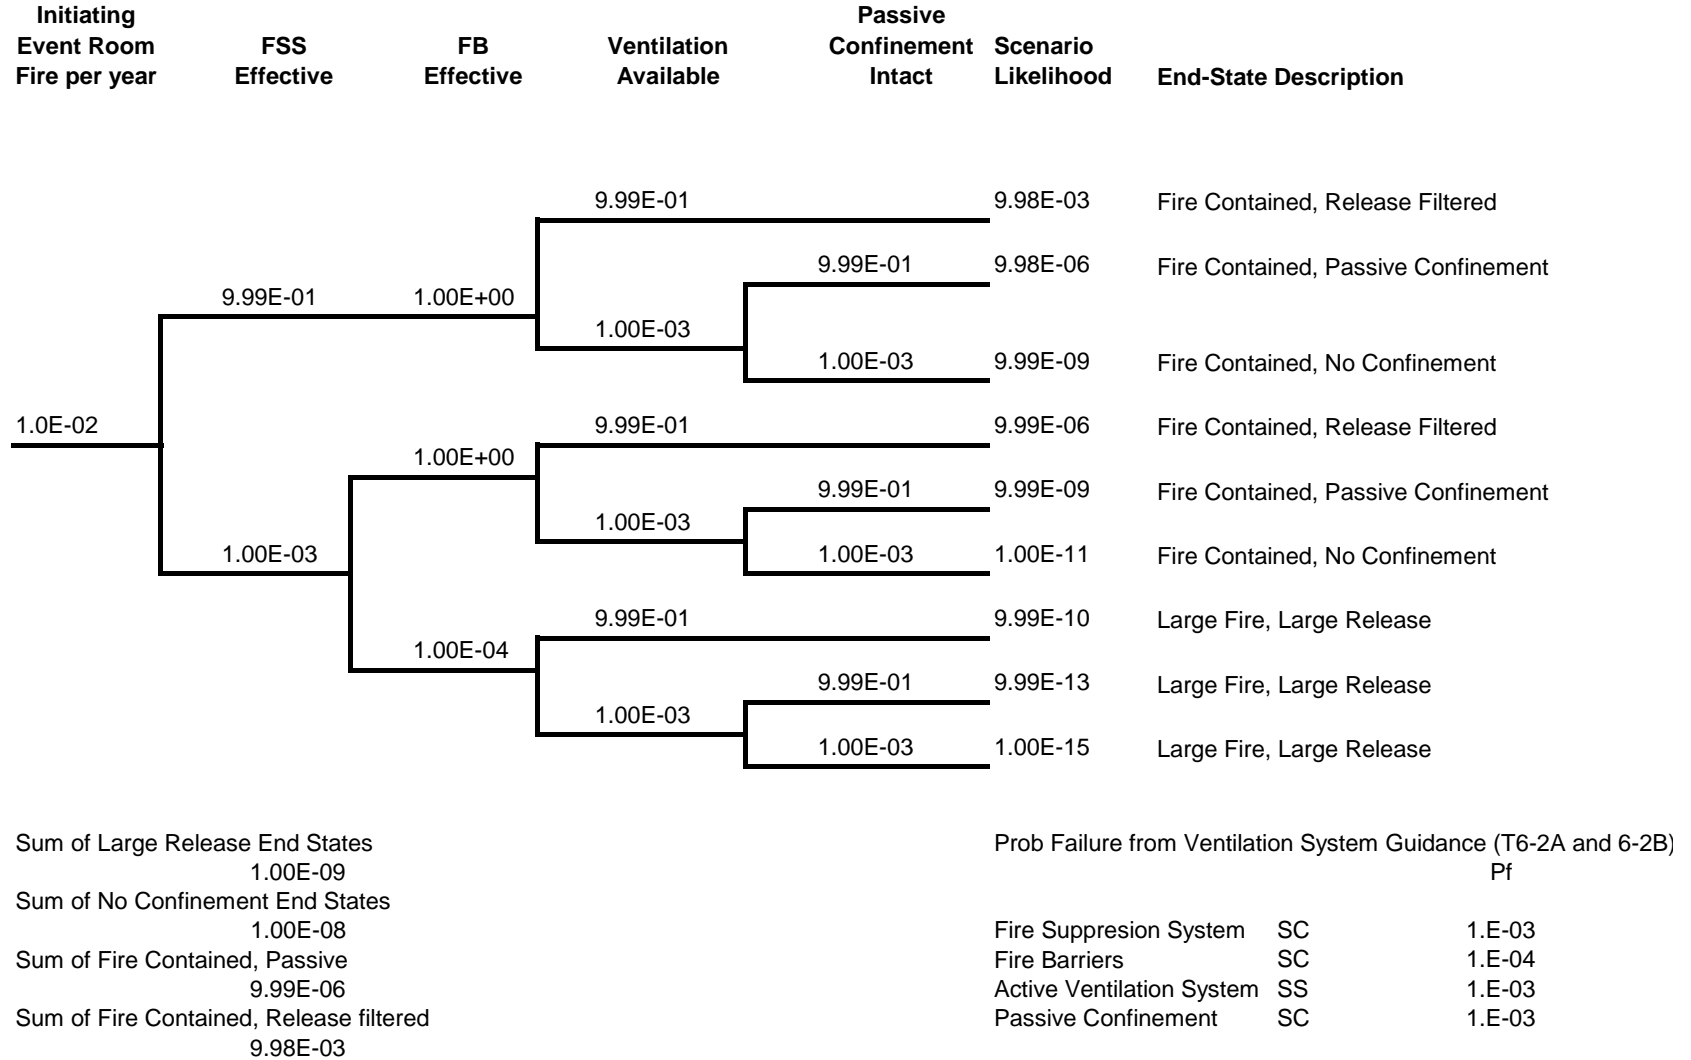 Initiating Event Room Fire per year
FSS Effective
FB Effective
Ventilation Available
Passive Confinement Intact
Scenario Likelihood
End-State Description
9.99E-01 9.98E-03 Fire Contained, Release Filtered
9.99E-01 9.98E-06 Fire Contained, Passive Confinement
9.99E-01 1.00E+00
1.00E-03
1.00E-03 9.99E-09 Fire Contained, No Confinement
1.0E-02 9.99E-01 9.99E-06 Fire Contained, Release Filtered
1.00E+00
9.99E-01 9.99E-09 Fire Contained, Passive Confinement
1.00E-03
1.00E-03 1.00E-03 1.00E-11 Fire Contained, No Confinement
9.99E-01 9.99E-10 Large Fire, Large Release
1.00E-04
9.99E-01 9.99E-13 Large Fire, Large Release
1.00E-03
1.00E-03 1.00E-15 Large Fire, Large Release
Sum of Large Release End States
1.00E-09
Sum of No Confinement End States
1.00E-08
Sum of Fire Contained, Passive
9.99E-06
Sum of Fire Contained, Release filtered
9.98E-03
Prob Failure from Ventilation System Guidance (T6-2A and 6-2B)
Pf
Fire Suppresion System SC 1.E-03
Fire Barriers SC 1.E-04
Active Ventilation System SS 1.E-03
Passive Confinement SC 1.E-03